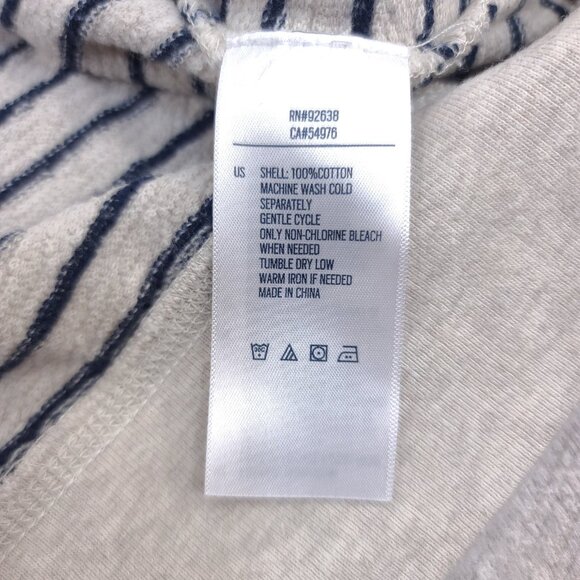 RN#92638
CA#54976
US SHELL: 100%COTTON
MACHINE WASH COLD
SEPARATELY
GENTLE CYCLE
ONLY NON-CHLORINE BLEACH
WHEN NEEDED
TUMBLE DRY LOW
WARM IRON IF NEEDED
MADE IN CHINA